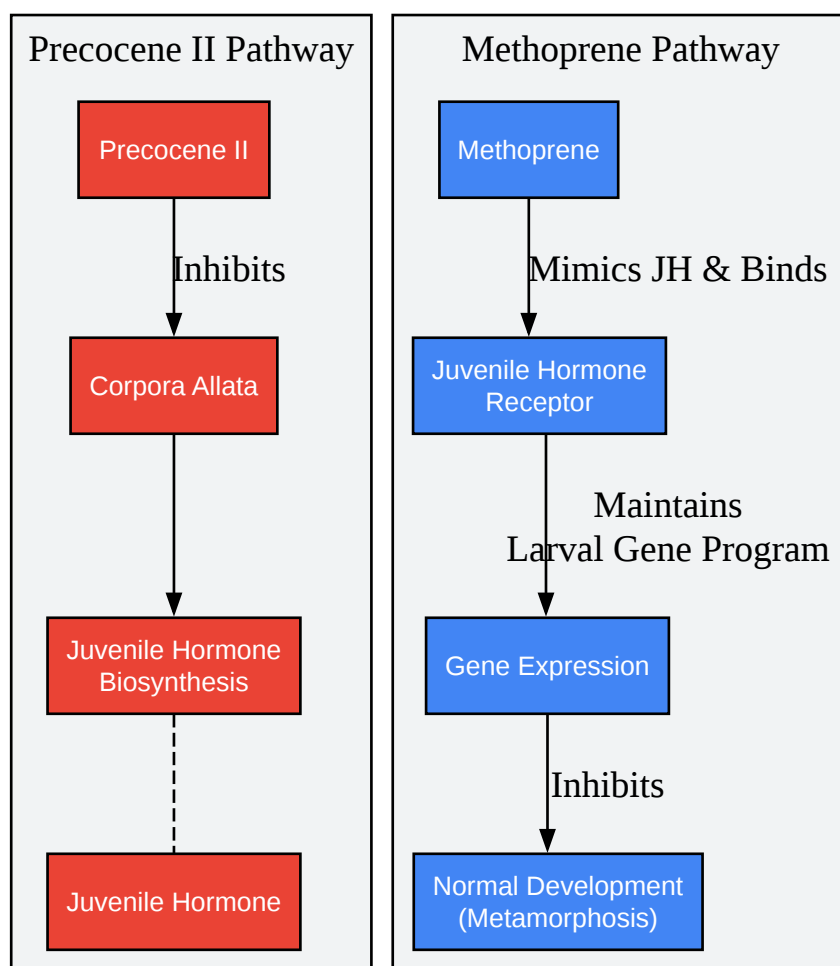 Precocene II Pathway
Precocene II
Inhibits
Corpora Allata
Juvenile Hormone
Biosynthesis
Juvenile Hormone
Methoprene Pathway
Methoprene
Mimics JH & Binds
Juvenile Hormone
Receptor
Maintains
Larval Gene Program
Gene Expression
Inhibits
Normal Development
(Metamorphosis)